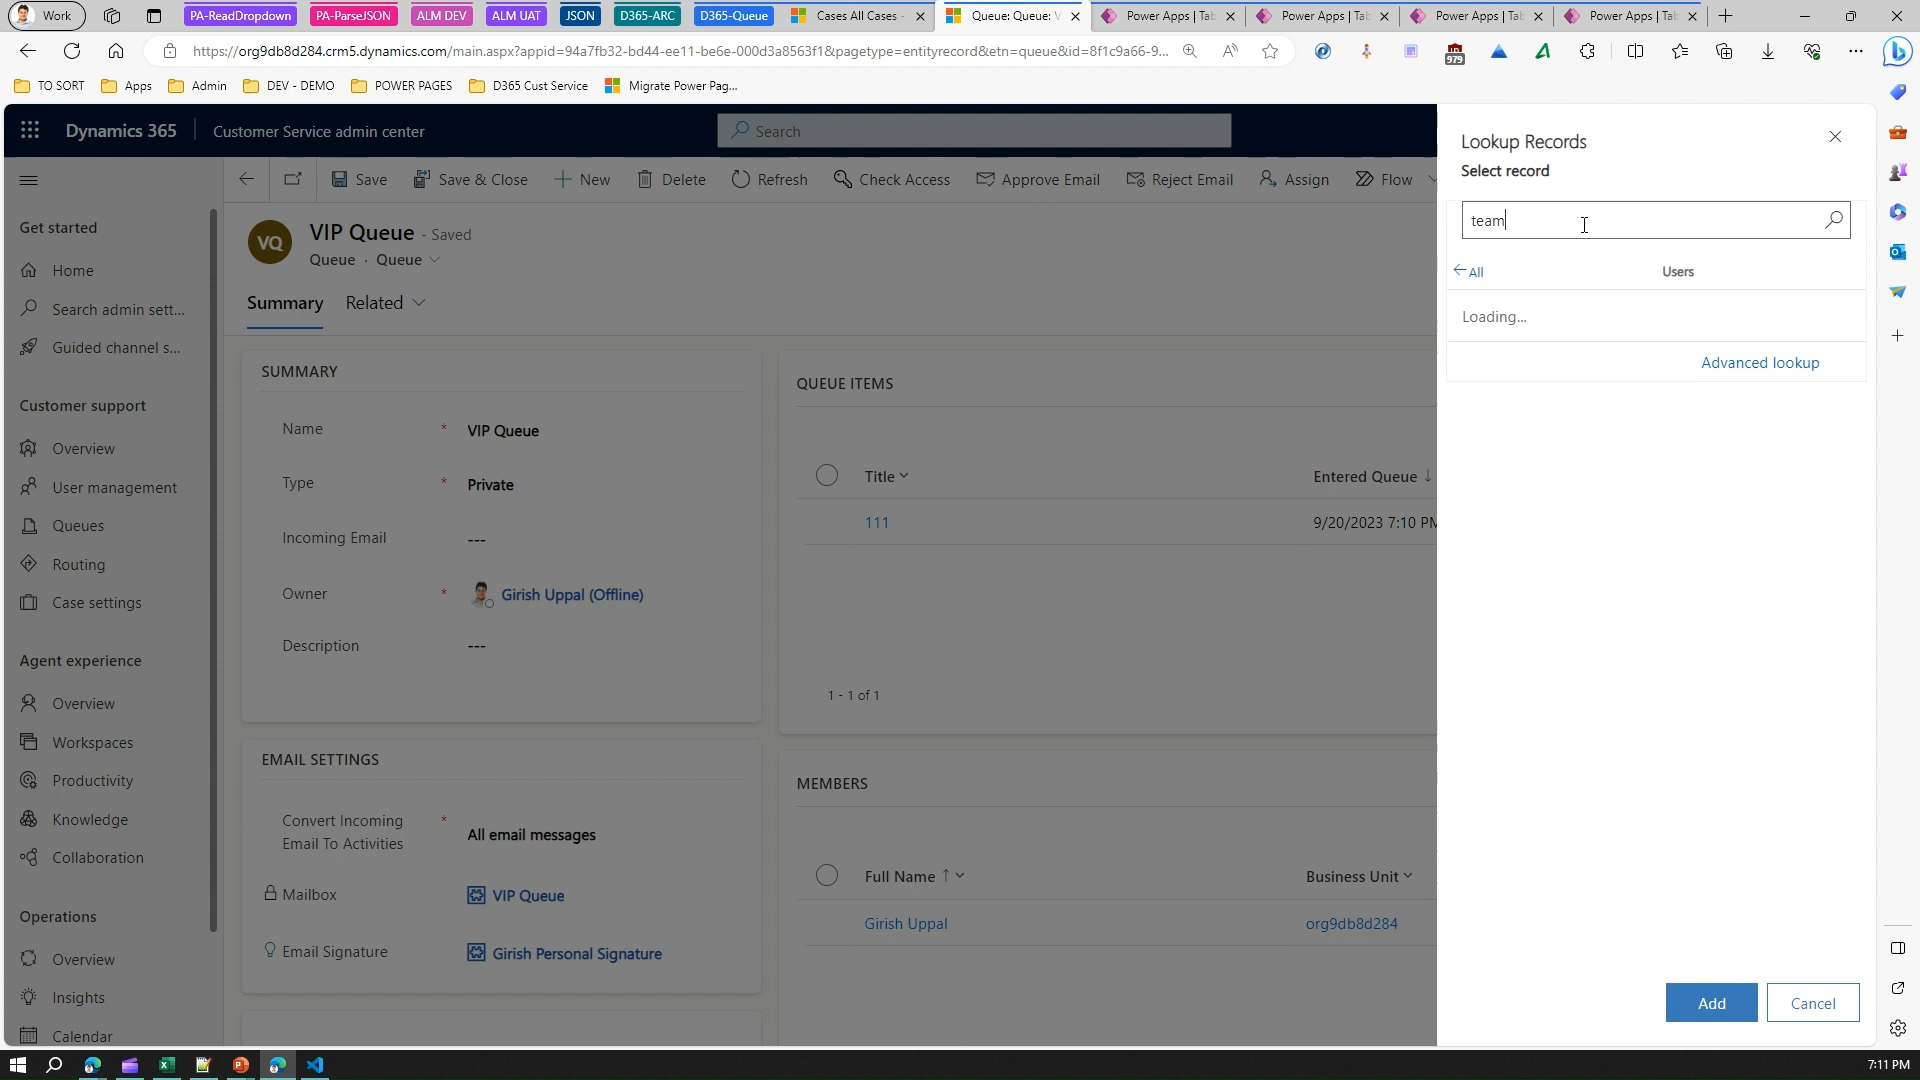 Work
PA-ReadDropdown
PA-ParseJSON
ALM DEV
ALM UAT
JSON
D365-ARC
D365-Queue
Cases All Cases -
Queue: Queue: V
Power Apps | Tab
Power Apps | Tab
Power Apps | Tab
Power Apps | Tab
https://org9db8d284.crm5.dynamics.com/main.aspx?appid=94a7fb32-bd44-ee11-be6e-000d3a8563f1&pagetype=entityrecord&etn=queue&id=8f1c9a66-9...
979
TO SORT
Apps
Admin
DEV - DEMO
POWER PAGES
D365 Cust Service
Migrate Power Pag...
Dynamics 365
Customer Service admin center
Search
Save
Save & Close
New
Delete
Refresh
Check Access
Approve Email
Reject Email
Assign
Flow
Get started
Home
Search admin sett...
Guided channel s...
Customer support
Overview
User management
Queues
Routing
Case settings
Agent experience
Overview
Workspaces
Productivity
Knowledge
Collaboration
Operations
Overview
Insights
Calendar
VQ
VIP Queue - Saved
Queue · Queue
Summary
Related
SUMMARY
Name * VIP Queue
Type * Private
Incoming Email ---
Owner * Girish Uppal (Offline)
Description ---
EMAIL SETTINGS
Convert Incoming
Email To Activities
* All email messages
Mailbox VIP Queue
Email Signature Girish Personal Signature
QUEUE ITEMS
Title Entered Queue ↓
111 9/20/2023 7:10 PM
1 - 1 of 1
MEMBERS
Full Name ↑ Business Unit
Girish Uppal org9db8d284
Lookup Records
Select record
team
All
Users
Loading...
Advanced lookup
Add
Cancel
7:11 PM